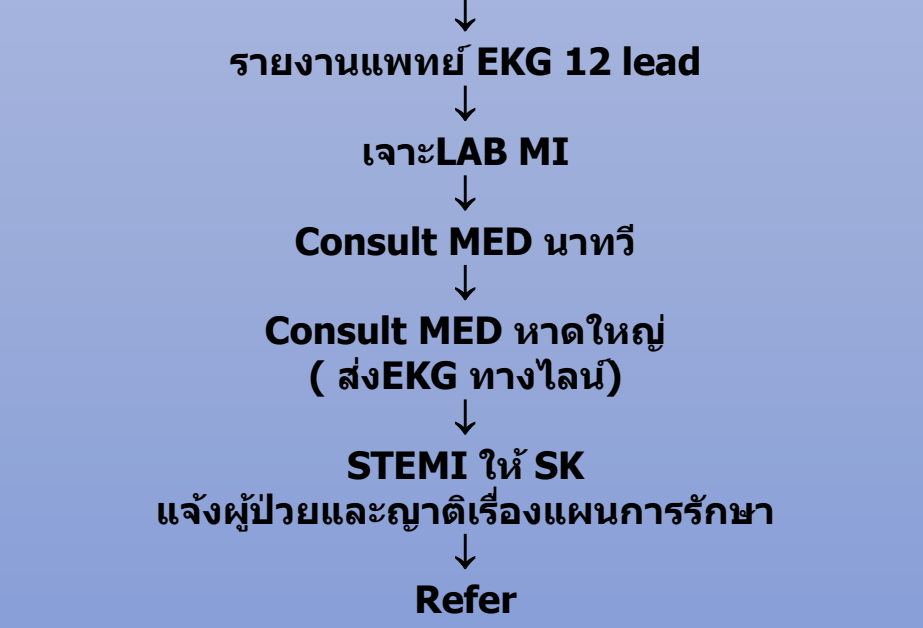 ↓
รายงานแพทย์ EKG 12 lead
↓
เจาะLAB MI
↓
Consult MED นาทวี
↓
Consult MED หาดใหญ่
( ส่งEKG ทางไลน์)
↓
STEMI ให้ SK
แจ้งผู้ป่วยและญาติเรื่องแผนการรักษา
↓
Refer